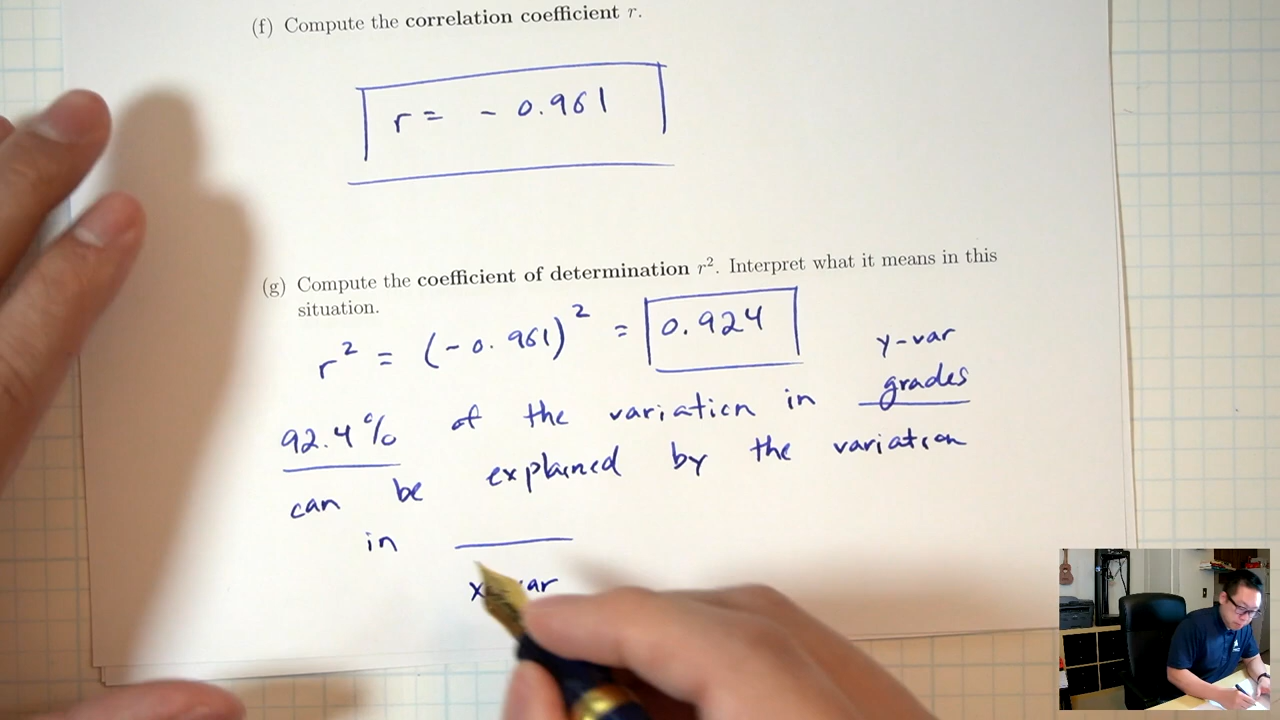 (f) Compute the correlation coefficient r.
r = - 0.961
(g) Compute the coefficient of determination r². Interpret what it means in this
situation.
r² = (-0.961)² = 0.924
y-var
92.4% of the variation in grades
can be explained by the variation
in